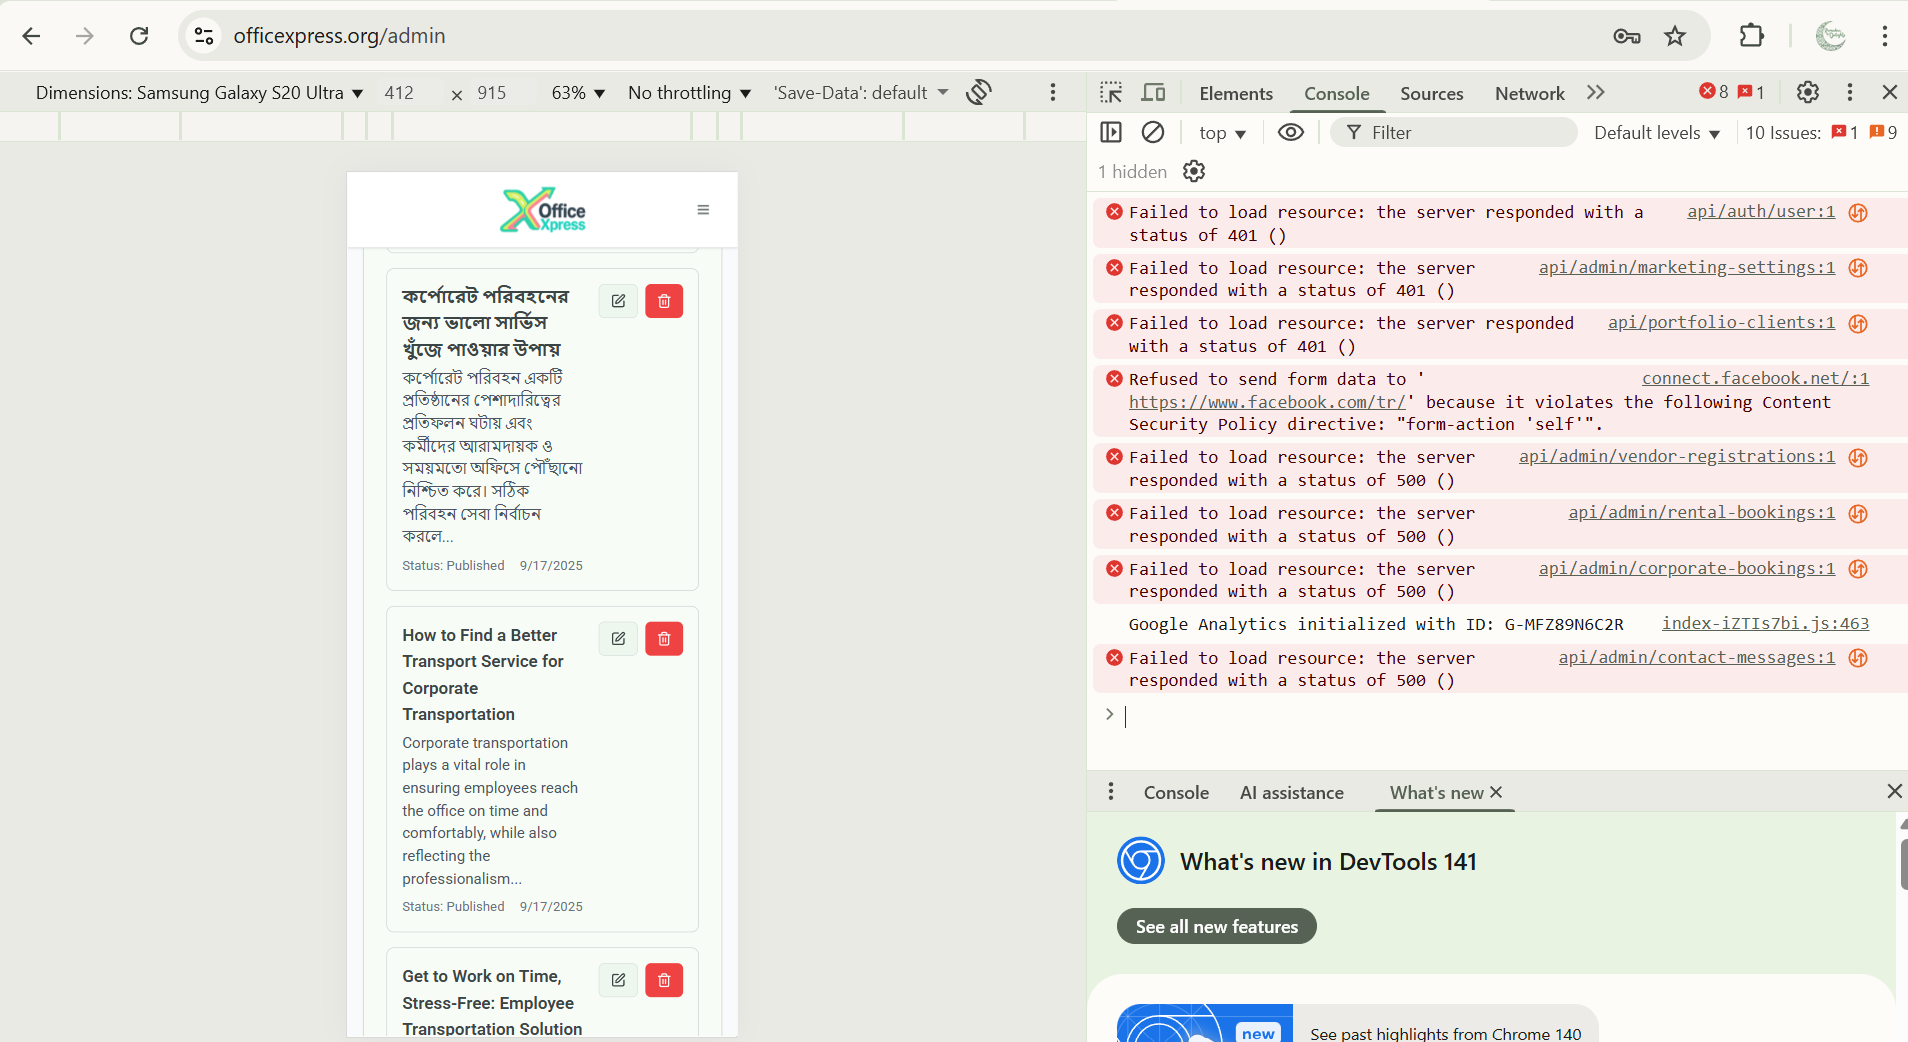 officexpress.org/admin
Dimensions: Samsung Galaxy S20 Ultra ▼ 412 × 915 63% ▼ No throttling ▼ 'Save-Data': default
Office
Xpress
কর্পোরেট পরিবহনের
জন্য ভালো সার্ভিস
খুঁজে পাওয়ার উপায়
কর্পোরেট পরিবহন একটি
প্রতিষ্ঠানের পেশাদারিত্বের
প্রতিফলন ঘটায় এবং
কর্মীদের আরামদায়ক ও
সময়মতো অফিসে পৌঁছানো
নিশ্চিত করে। সঠিক
পরিবহন সেবা নির্বাচন
করলে...
Status: Published 9/17/2025
How to Find a Better
Transport Service for
Corporate
Transportation
Corporate transportation
plays a vital role in
ensuring employees reach
the office on time and
comfortably, while also
reflecting the
professionalism...
Status: Published 9/17/2025
Get to Work on Time,
Stress-Free: Employee
Transportation Solution
Elements Console Sources Network 8 1
top ▼ Filter Default levels ▼ 10 Issues: 1 9
1 hidden
Failed to load resource: the server responded with a api/auth/user:1
status of 401 ()
Failed to load resource: the server api/admin/marketing-settings:1
responded with a status of 401 ()
Failed to load resource: the server responded api/portfolio-clients:1
with a status of 401 ()
Refused to send form data to ' connect.facebook.net/:1
https://www.facebook.com/tr/' because it violates the following Content
Security Policy directive: "form-action 'self'".
Failed to load resource: the server api/admin/vendor-registrations:1
responded with a status of 500 ()
Failed to load resource: the server api/admin/rental-bookings:1
responded with a status of 500 ()
Failed to load resource: the server api/admin/corporate-bookings:1
responded with a status of 500 ()
Google Analytics initialized with ID: G-MFZ89N6C2R index-iZTIs7bi.js:463
Failed to load resource: the server api/admin/contact-messages:1
responded with a status of 500 ()
Console AI assistance What's new
What's new in DevTools 141
See all new features
new
See past highlights from Chrome 140